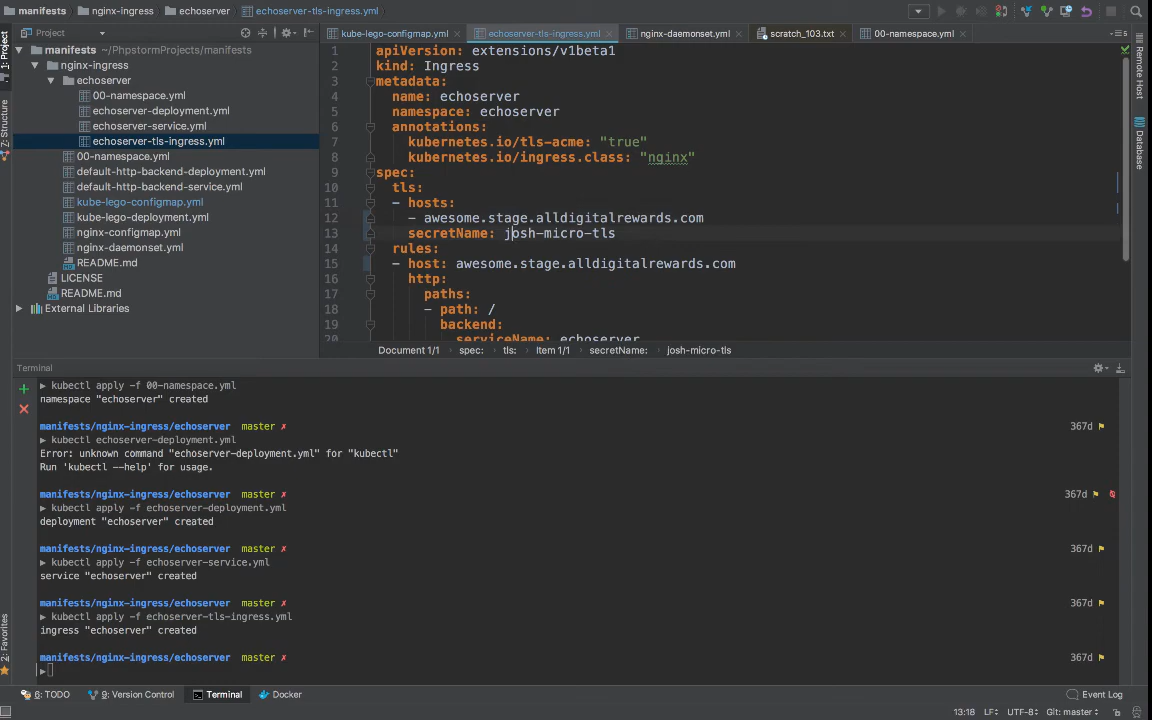 manifests nginx-ingress echoserver echoserver-tls-ingress.yml
Project
kube-lego-configmap.yml echoserver-tls-ingress.yml nginx-daemonset.yml scratch_103.txt 00-namespace.yml
1: Project
Z: Structure
2: Favorites
manifests ~/PhpstormProjects/manifests
nginx-ingress
echoserver
00-namespace.yml
echoserver-deployment.yml
echoserver-service.yml
echoserver-tls-ingress.yml
00-namespace.yml
default-http-backend-deployment.yml
default-http-backend-service.yml
kube-lego-configmap.yml
kube-lego-deployment.yml
nginx-configmap.yml
nginx-daemonset.yml
README.md
LICENSE
README.md
External Libraries
1 apiVersion: extensions/v1beta1
2 kind: Ingress
3 metadata:
4 name: echoserver
5 namespace: echoserver
6 annotations:
7 kubernetes.io/tls-acme: "true"
8 kubernetes.io/ingress.class: "nginx"
9 spec:
10 tls:
11 - hosts:
12 - awesome.stage.alldigitalrewards.com
13 secretName: josh-micro-tls
14 rules:
15 - host: awesome.stage.alldigitalrewards.com
16 http:
17 paths:
18 - path: /
19 backend:
20 serviceName: echoserver
Document 1/1 spec: tls: Item 1/1 secretName: josh-micro-tls
Remote Host
Database
Terminal
kubectl apply -f 00-namespace.yml
namespace "echoserver" created
manifests/nginx-ingress/echoserver master ✗ 367d
kubectl echoserver-deployment.yml
Error: unknown command "echoserver-deployment.yml" for "kubectl"
Run 'kubectl --help' for usage.
manifests/nginx-ingress/echoserver master ✗ 367d
kubectl apply -f echoserver-deployment.yml
deployment "echoserver" created
manifests/nginx-ingress/echoserver master ✗ 367d
kubectl apply -f echoserver-service.yml
service "echoserver" created
manifests/nginx-ingress/echoserver master ✗ 367d
kubectl apply -f echoserver-tls-ingress.yml
ingress "echoserver" created
manifests/nginx-ingress/echoserver master ✗ 367d
6: TODO 9: Version Control Terminal Docker Event Log
13:18 LF÷ UTF-8÷ Git: master÷